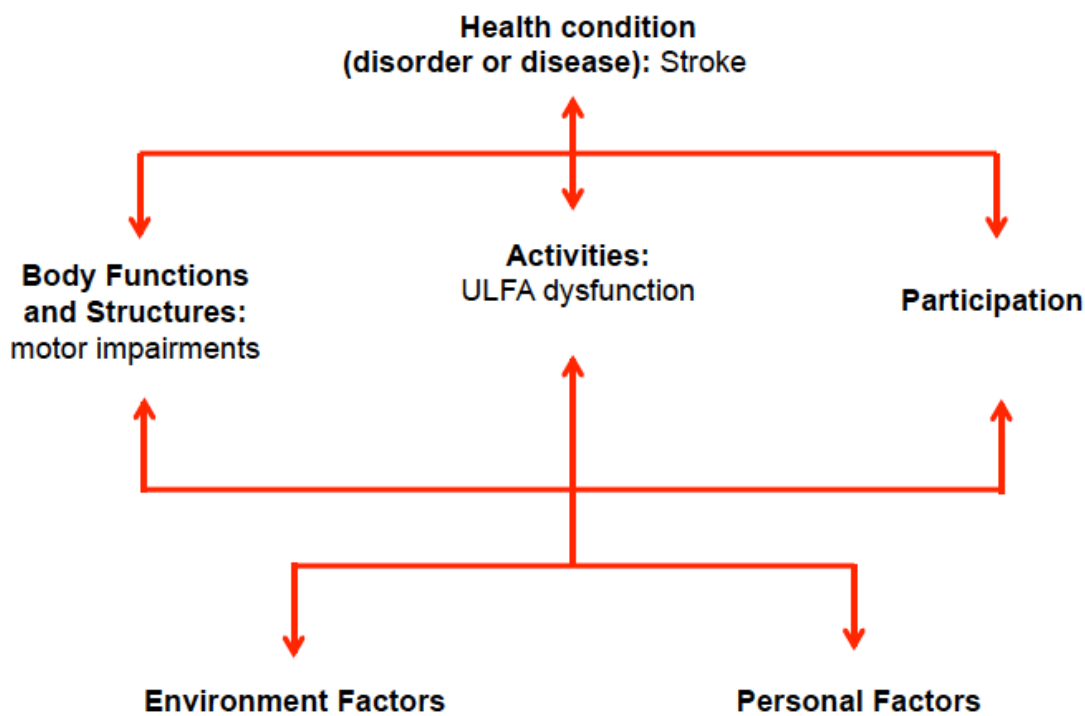 Health condition
(disorder or disease): Stroke
Body Functions
and Structures:
motor impairments
Activities:
ULFA dysfunction
Participation
Environment Factors
Personal Factors